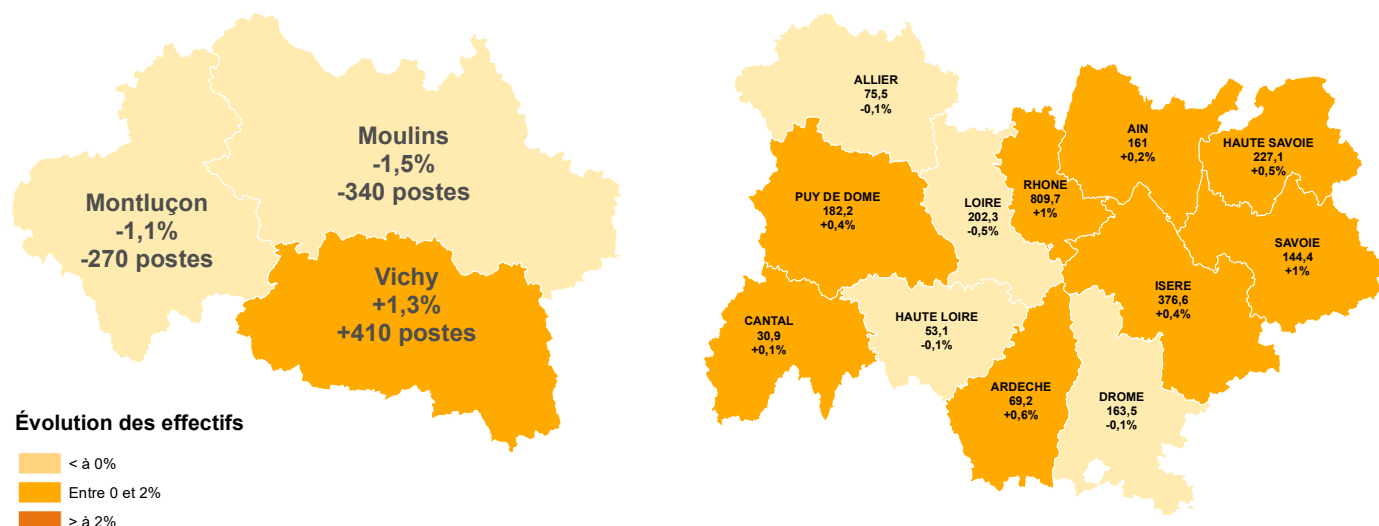 Moulins
-1,5%
-340 postes
Montluçon
-1,1%
-270 postes
Vichy
+1,3%
+410 postes
Évolution des effectifs
< à 0%
Entre 0 et 2%
> à 2%
ALLIER
75,5
-0,1%
AIN
161
+0,2%
HAUTE SAVOIE
227,1
+0,5%
RHONE
809,7
+1%
PUY DE DOME
182,2
+0,4%
LOIRE
202,3
-0,5%
SAVOIE
144,4
+1%
ISERE
376,6
+0,4%
CANTAL
30,9
+0,1%
HAUTE LOIRE
53,1
-0,1%
ARDECHE
69,2
+0,6%
DROME
163,5
-0,1%